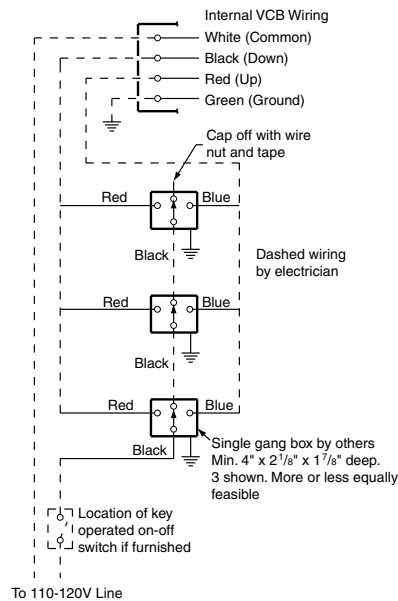 Internal VCB Wiring
White (Common)
Black (Down)
Red (Up)
Green (Ground)
Cap off with wire
nut and tape
Red
Blue
Black
Dashed wiring
by electrician
Red
Blue
Black
Red
Blue
Black
Single gang box by others
Min. 4" x 2 1/8" x 1 7/8" deep.
3 shown. More or less equally
feasible
Location of key
operated on-off
switch if furnished
To 110-120V Line